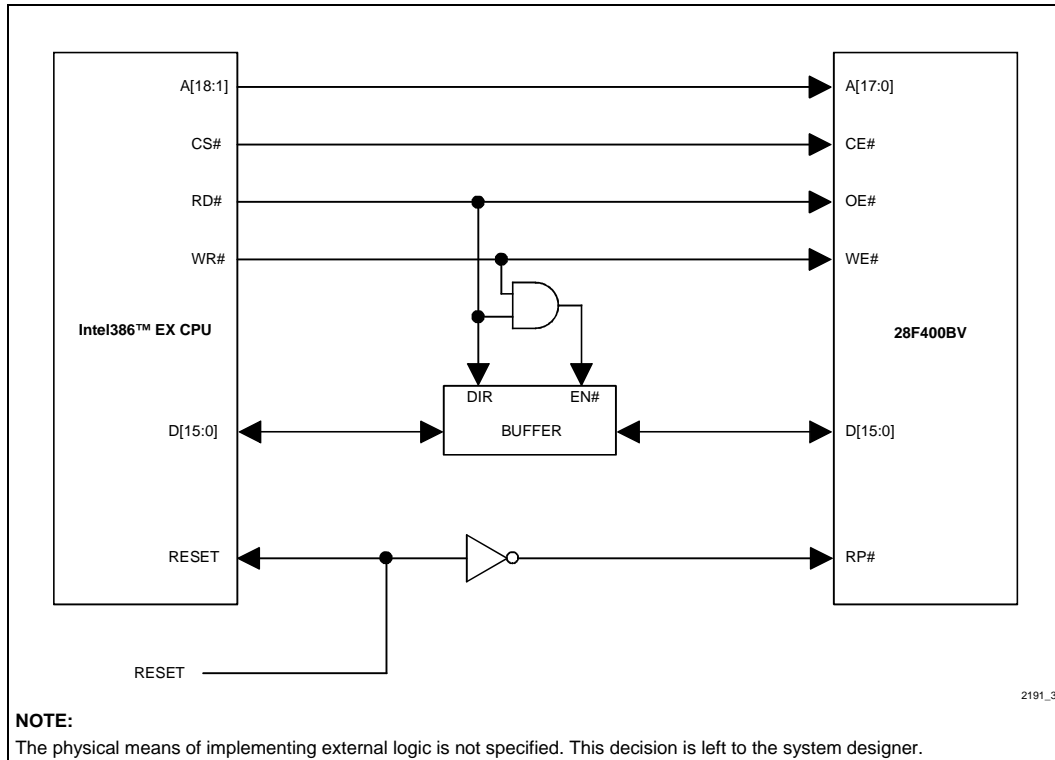 A[18:1]
A[17:0]
CS#
CE#
RD#
OE#
WR#
WE#
Intel386™ EX CPU
28F400BV
DIR
EN#
BUFFER
D[15:0]
D[15:0]
RESET
RP#
RESET
2191_3
NOTE:
The physical means of implementing external logic is not specified. This decision is left to the system designer.